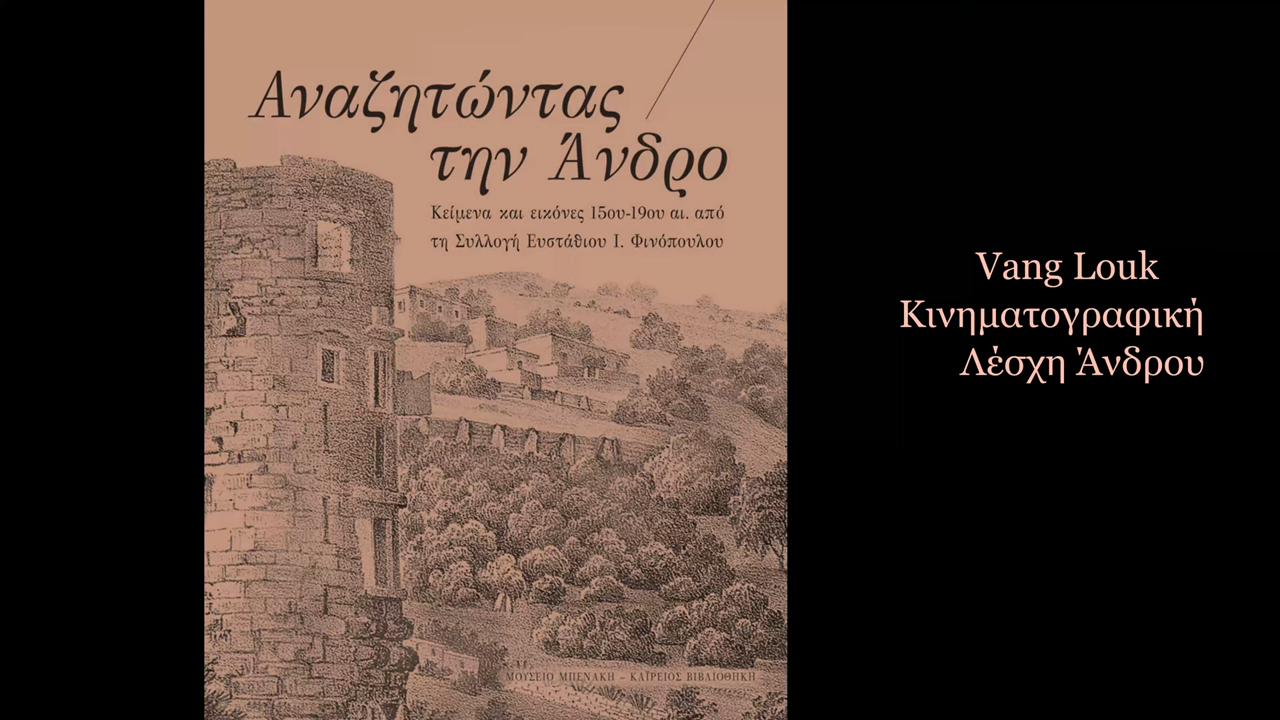 Αναζητώντας
την Άνδρο
Κείμενα και εικόνες 15ου-19ου αι. από
τη Συλλογή Ευστάθιου Ι. Φινόπουλου
ΜΟΥΣΕΙΟ ΜΠΕΝΑΚΗ – ΚΑΪΡΕΙΟΣ ΒΙΒΛΙΟΘΗΚΗ
Vang Louk
Κινηματογραφική
Λέσχη Άνδρου